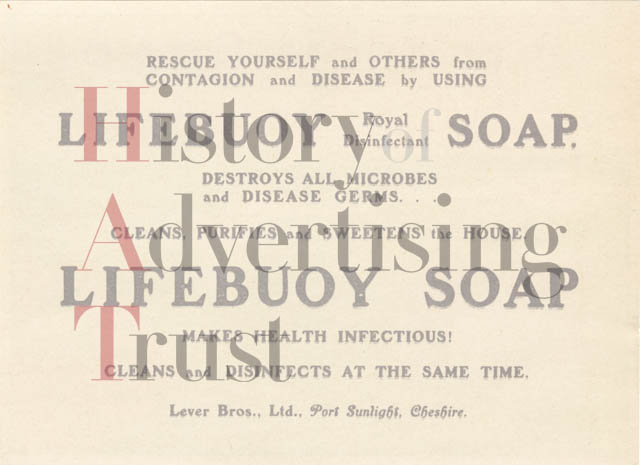 RESCUE YOURSELF and OTHERS from
CONTAGION and DISEASE by USING
LIFEBUOY Royal Disinfectant SOAP.
DESTROYS ALL MICROBES
and DISEASE GERMS. . .
CLEANS, PURIFIES and SWEETENS the HOUSE.
LIFEBUOY SOAP
MAKES HEALTH INFECTIOUS!
CLEANS and DISINFECTS AT THE SAME TIME.
Lever Bros., Ltd., Port Sunlight, Cheshire.
History of
Advertising
Trust